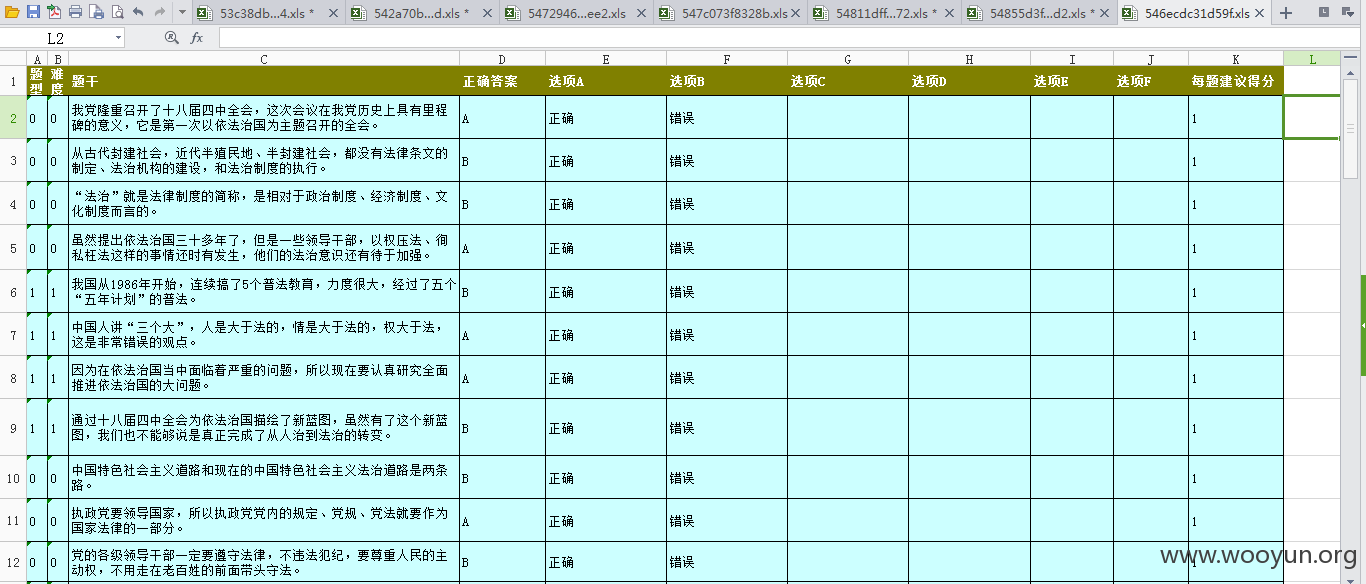 53c38db...4.xls *
542a70b...d.xls *
5472946...ee2.xls
547c073f8328b.xls
54811dff...72.xls *
54855d3f...d2.xls *
546ecdc31d59f.xls
L2
fx
A B C D E F G H I J K L
1 题型 难度 题干 正确答案 选项A 选项B 选项C 选项D 选项E 选项F 每题建议得分
2 0 0 我党隆重召开了十八届四中全会，这次会议在我党历史上具有里程
碑的意义，它是第一次以依法治国为主题召开的全会。 A 正确 错误 1
3 0 0 从古代封建社会，近代半殖民地、半封建社会，都没有法律条文的
制定、法治机构的建设，和法治制度的执行。 B 正确 错误 1
4 0 0 “法治”就是法律制度的简称，是相对于政治制度、经济制度、文
化制度而言的。 B 正确 错误 1
5 0 0 虽然提出依法治国三十多年了，但是一些领导干部，以权压法、徇
私枉法这样的事情还时有发生，他们的法治意识还有待于加强。 A 正确 错误 1
6 1 1 我国从1986年开始，连续搞了5个普法教育，力度很大，经过了五个
“五年计划”的普法。 B 正确 错误 1
7 1 1 中国人讲“三个大”，人是大于法的，情是大于法的，权大于法，
这是非常错误的观点。 A 正确 错误 1
8 1 1 因为在依法治国当中面临着严重的问题，所以现在要认真研究全面
推进依法治国的大问题。 A 正确 错误 1
9 1 1 通过十八届四中全会为依法治国描绘了新蓝图，虽然有了这个新蓝
图，我们也不能够说是真正完成了从人治到法治的转变。 B 正确 错误 1
10 0 0 中国特色社会主义道路和现在的中国特色社会主义法治道路是两条
路。 B 正确 错误 1
11 0 0 执政党要领导国家，所以执政党党内的规定、党规、党法就要作为
国家法律的一部分。 A 正确 错误 1
12 0 0 党的各级领导干部一定要遵守法律，不违法犯纪，要尊重人民的主
动权，不用走在老百姓的前面带头守法。 B 正确 错误 1
www.wooyun.org